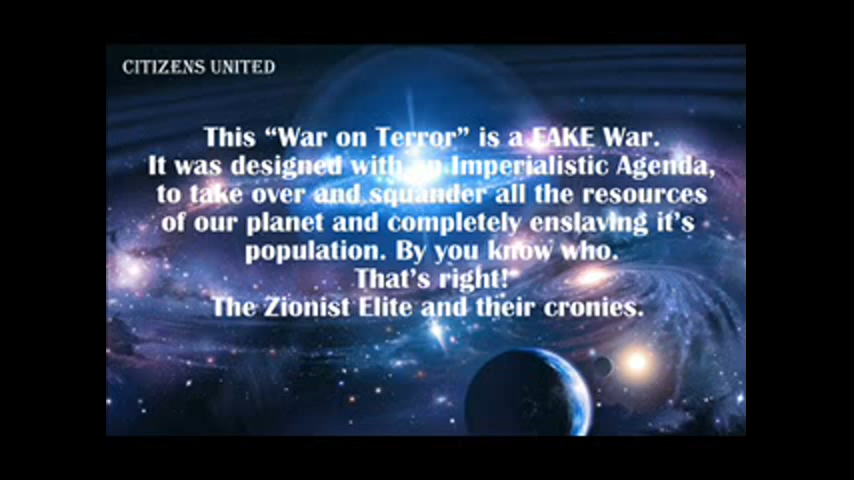 CITIZENS UNITED
This “War on Terror” is a FAKE War.
It was designed with an Imperialistic Agenda,
to take over and squander all the resources
of our planet and completely enslaving it’s
population. By you know who.
That’s right!
The Zionist Elite and their cronies.